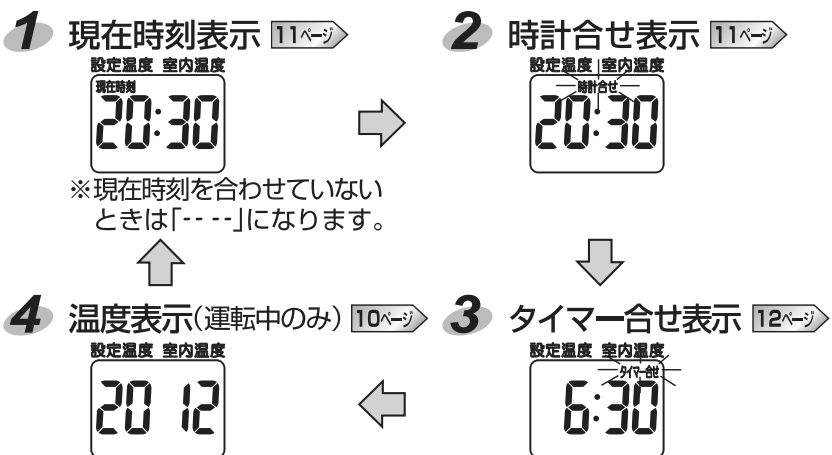 1 現在時刻表示 11ページ
設定温度 室内温度
現在時刻
20:30
※現在時刻を合わせていない
ときは「-- --」になります。
2 時計合せ表示 11ページ
設定温度 室内温度
時計合せ
20:30
3 タイマー合せ表示 12ページ
設定温度 室内温度
タイマー合せ
6:30
4 温度表示(運転中のみ) 10ページ
設定温度 室内温度
20 12